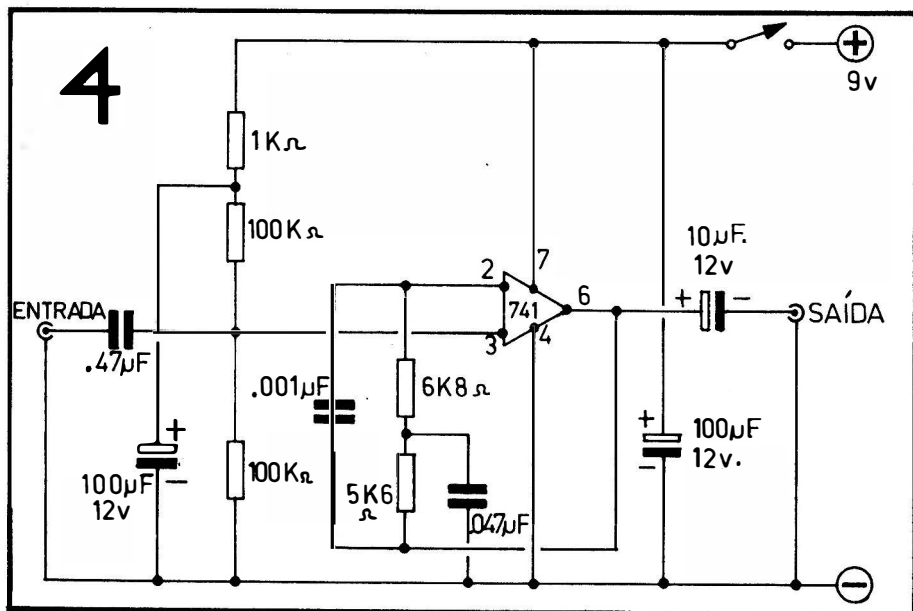 4
+
9v
1KΩ
100KΩ
10µF.
12v
+ -
2
7
741
6
3
4
ENTRADA
SAÍDA
.47µF
.001µF
6K8Ω
+
100µF
12v
-
100KΩ
5K6
Ω
.047µF
+
100µF
12v.
-
-